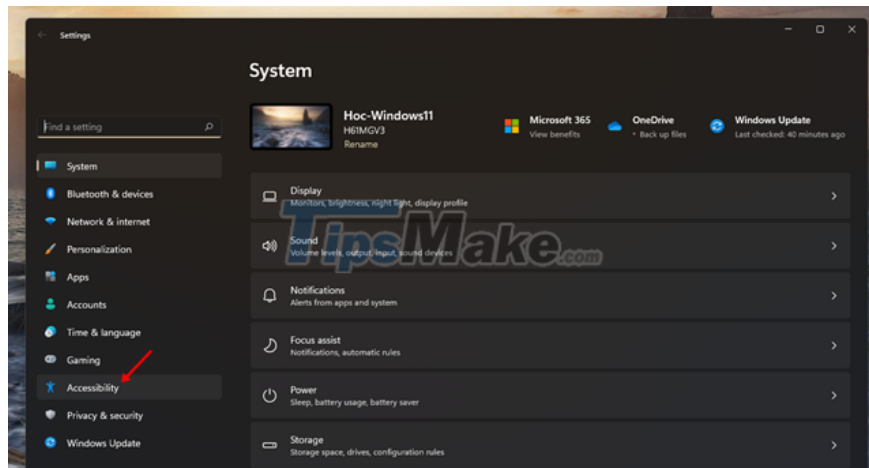 Settings
System
Find a setting
Hoc-Windows11
H61MGV3
Rename
Microsoft 365
View benefits
OneDrive
• Back up files
Windows Update
Last checked: 40 minutes ago
System
Bluetooth & devices
Network & internet
Personalization
Apps
Accounts
Time & language
Gaming
Accessibility
Privacy & security
Windows Update
Display
Monitors, brightness, night light, display profile
TipsMake.com
Sound
Volume levels, output, input, sound devices
Notifications
Alerts from apps and system
Focus assist
Notifications, automatic rules
Power
Sleep, battery usage, battery saver
Storage
Storage space, drives, configuration rules